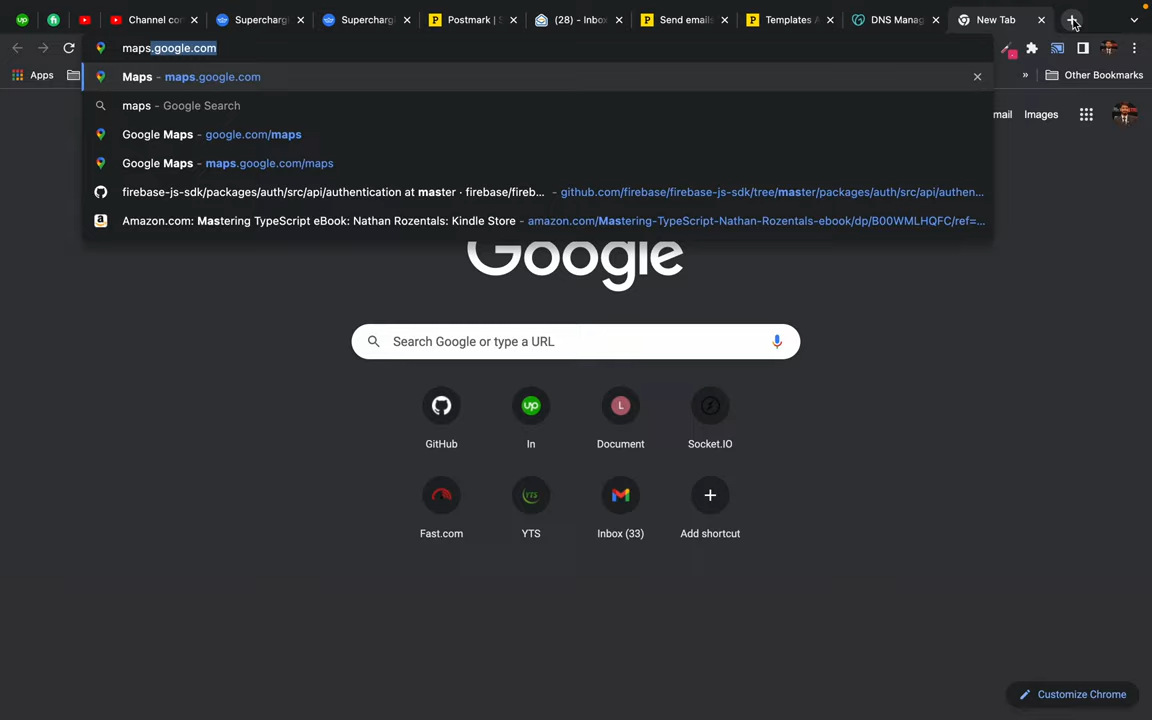 Channel co
Supercharg
Supercharg
Postmark | S
(28) - Inbox
Send emails
Templates A
DNS Manag
New Tab
maps.google.com
Apps
Other Bookmarks
Maps - maps.google.com
maps - Google Search
Google Maps - google.com/maps
Google Maps - maps.google.com/maps
firebase-js-sdk/packages/auth/src/api/authentication at master · firebase/fireb... - github.com/firebase/firebase-js-sdk/tree/master/packages/auth/src/api/authen...
Amazon.com: Mastering TypeScript eBook: Nathan Rozentals: Kindle Store - amazon.com/Mastering-TypeScript-Nathan-Rozentals-ebook/dp/B00WMLHQFC/ref=...
mail Images
Google
Search Google or type a URL
GitHub
In
Document
Socket.IO
Fast.com
YTS
Inbox (33)
Add shortcut
Customize Chrome